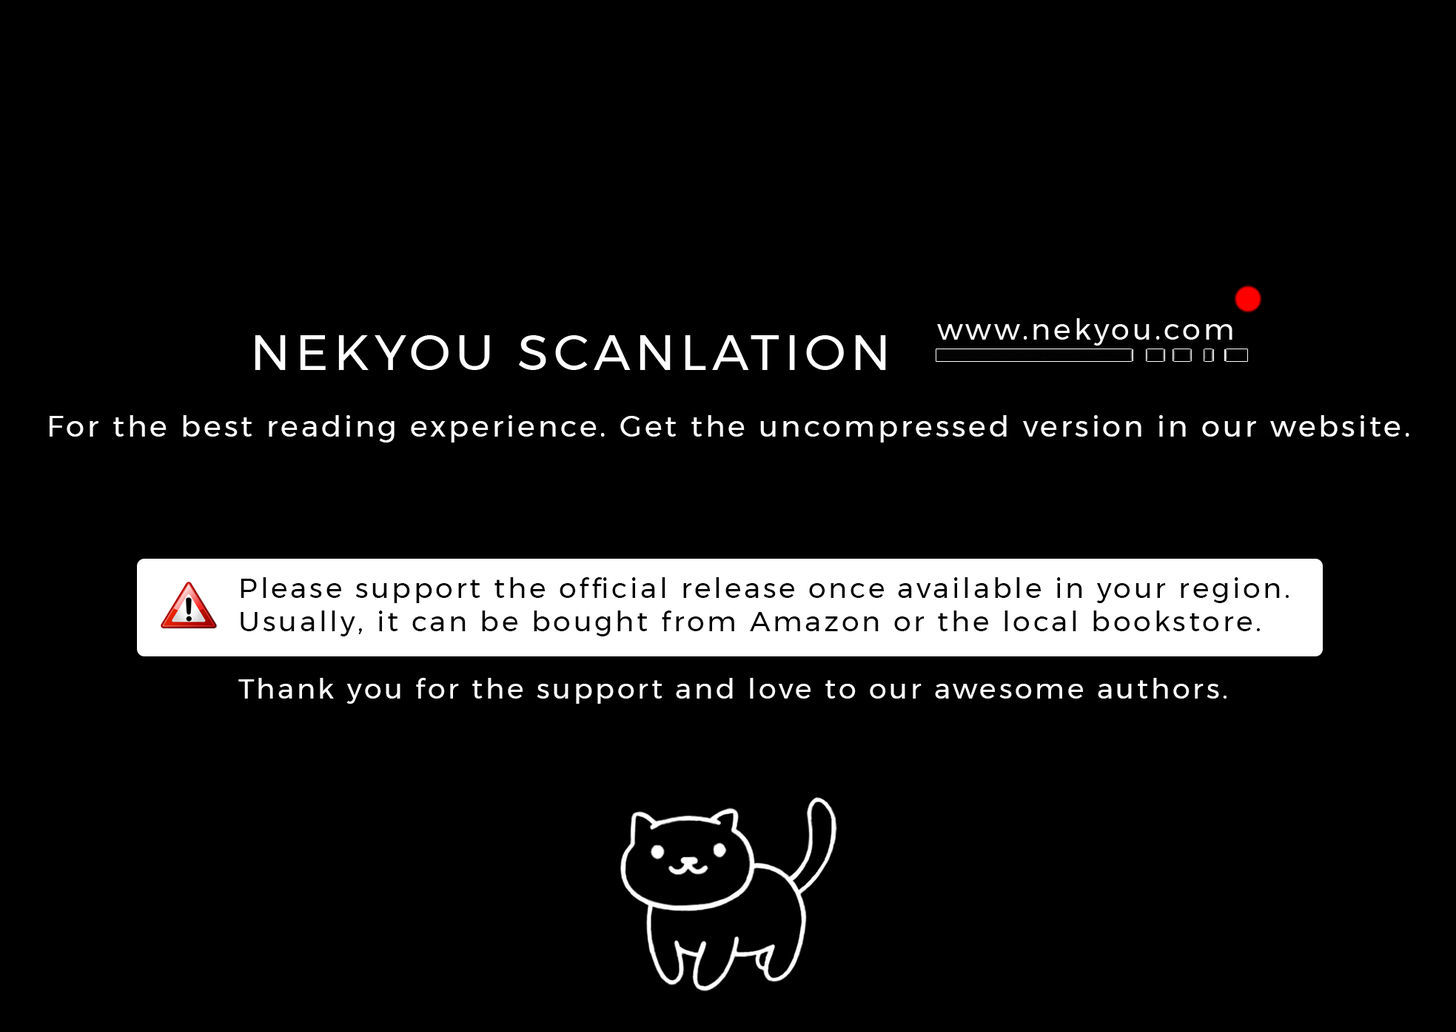 NEKYOU SCANLATION
www.nekyou.com
For the best reading experience. Get the uncompressed version in our website.
Please support the official release once available in your region.
Usually, it can be bought from Amazon or the local bookstore.
Thank you for the support and love to our awesome authors.